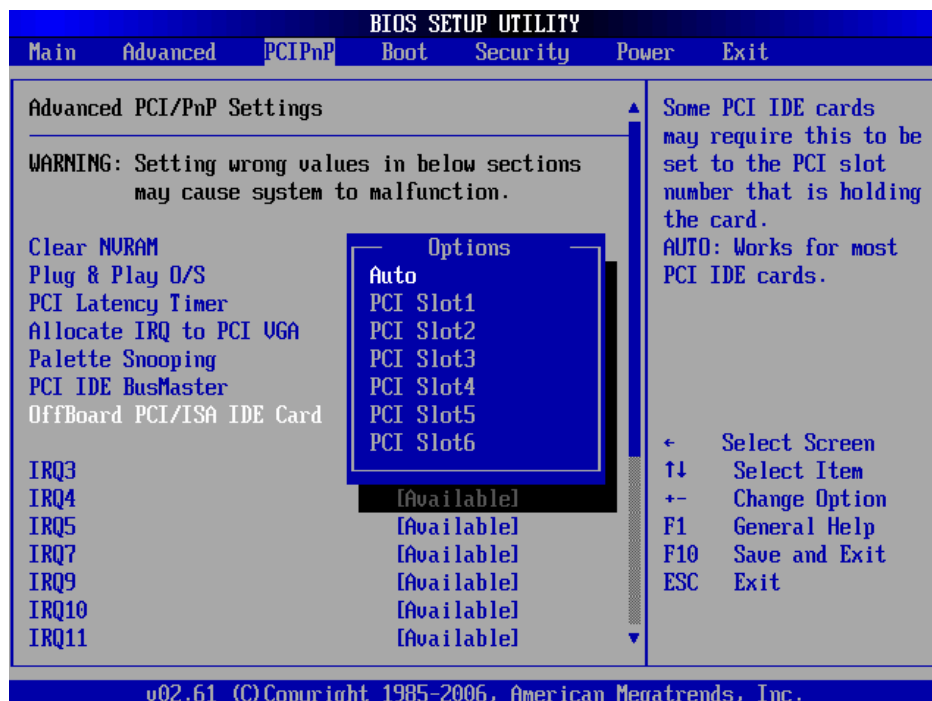 BIOS SETUP UTILITY
Main Advanced PCIPnP Boot Security Power Exit
Advanced PCI/PnP Settings
WARNING: Setting wrong values in below sections
may cause system to malfunction.
Clear NVRAM
Plug & Play O/S
PCI Latency Timer
Allocate IRQ to PCI VGA
Palette Snooping
PCI IDE BusMaster
OffBoard PCI/ISA IDE Card
IRQ3
IRQ4 [Available]
IRQ5 [Available]
IRQ7 [Available]
IRQ9 [Available]
IRQ10 [Available]
IRQ11 [Available]
Options
Auto
PCI Slot1
PCI Slot2
PCI Slot3
PCI Slot4
PCI Slot5
PCI Slot6
Some PCI IDE cards
may require this to be
set to the PCI slot
number that is holding
the card.
AUTO: Works for most
PCI IDE cards.
← Select Screen
↑↓ Select Item
+- Change Option
F1 General Help
F10 Save and Exit
ESC Exit
v02.61 (C)Copyright 1985-2006, American Megatrends, Inc.